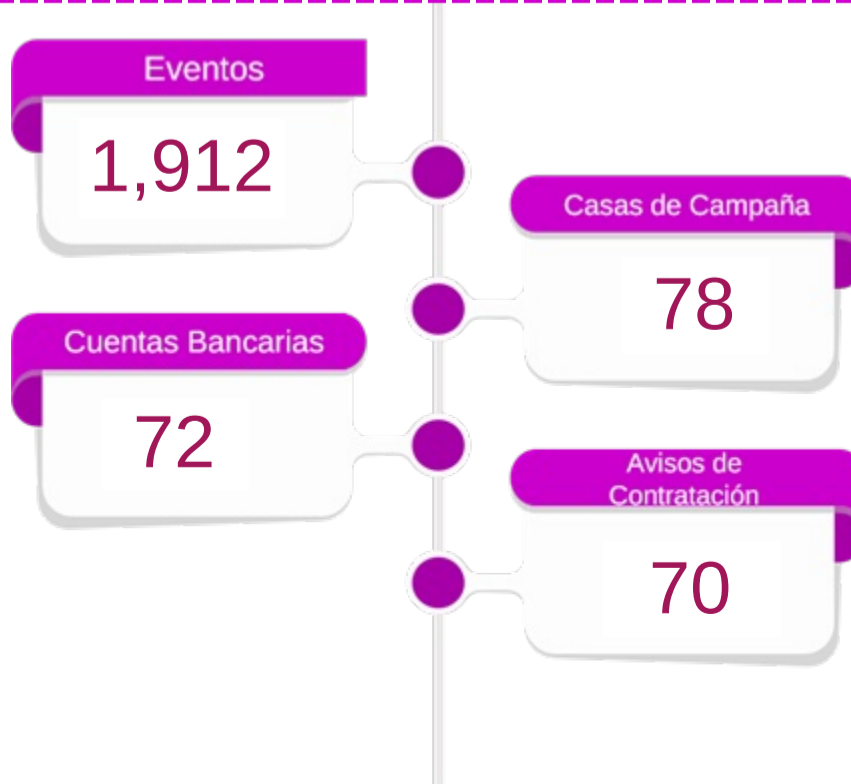 Eventos
1,912
Casas de Campaña
78
Cuentas Bancarias
72
Avisos de
Contratación
70